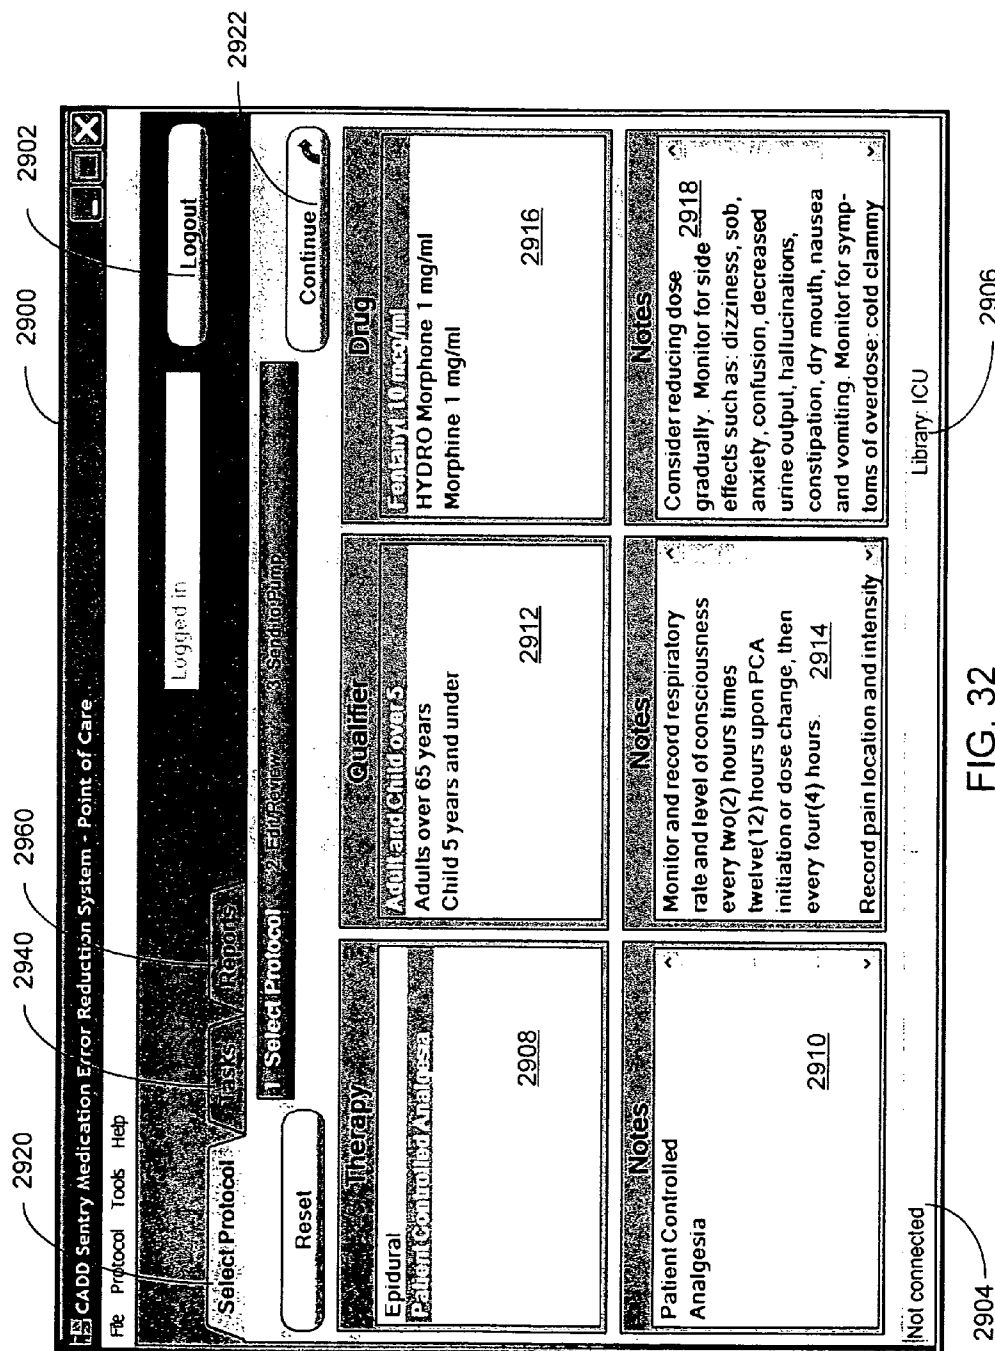 2920
2940
2960
2900
2902
2922
CADD Sentry Medication Error Reduction System - Point of Care
File Protocol Tools Help
Select Protocol
Tasks
Reports
Logged in
Logout
Reset
1. Select Protocol 2. Edit/Review 3. Send to Pump
Continue
Therapy
Epidural
Patient Controlled Analgesia
2908
Qualifier
Adult and Child over 5
Adults over 65 years
Child 5 years and under
2912
Drug
Fentanyl 10 mcg/ml
HYDRO Morphone 1 mg/ml
Morphine 1 mg/ml
2916
Notes
Patient Controlled
Analgesia
2910
Notes
Monitor and record respiratory
rate and level of consciousness
every two(2) hours times
twelve(12) hours upon PCA
initiation or dose change, then
every four(4) hours. 2914
Record pain location and intensity
Notes
Consider reducing dose
gradually. Monitor for side 2918
effects such as: dizziness, sob,
anxiety, confusion, decreased
urine output, hallucinations,
constipation, dry mouth, nausea
and vomiting. Monitor for symp-
toms of overdose: cold clammy
Not connected
Library: ICU
2904
2906
FIG. 32